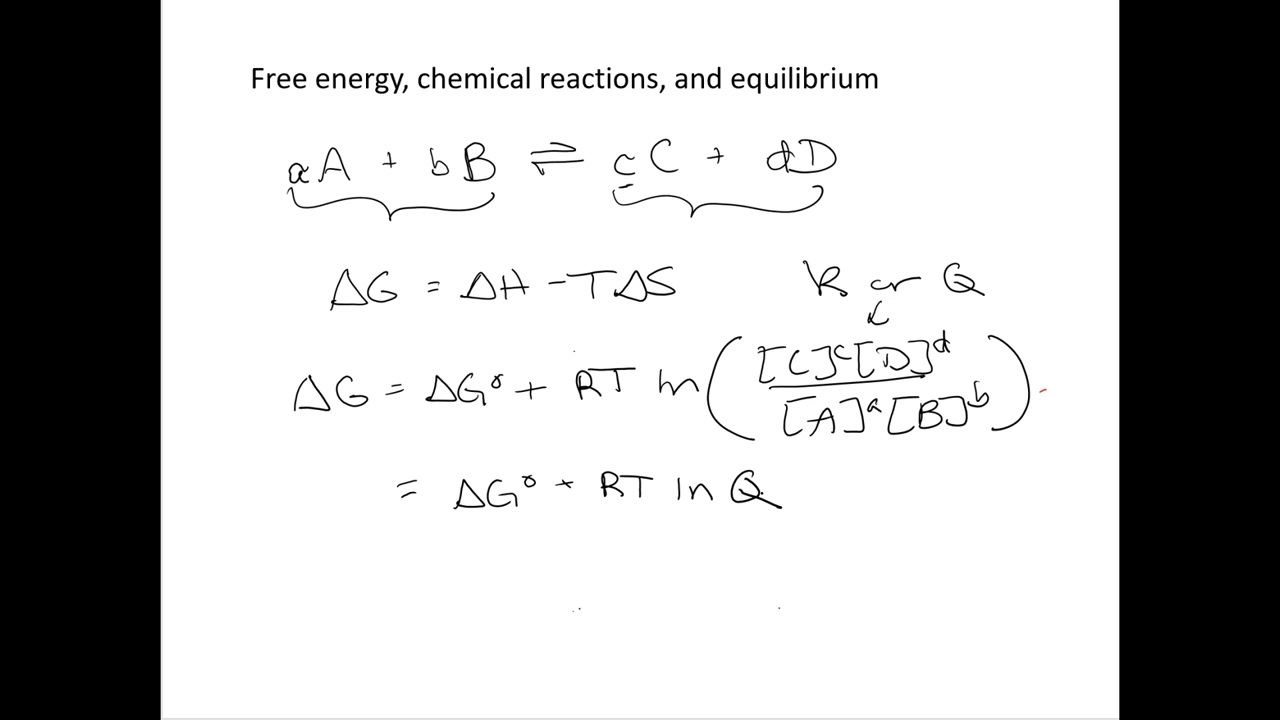 Free energy, chemical reactions, and equilibrium
aA + bB ⇌ cC + dD
ΔG = ΔH - TΔS
K or Q
ΔG = ΔG° + RT ln([C]ᶜ[D]ᵈ / [A]ᵃ[B]ᵇ)
= ΔG° + RT ln Q